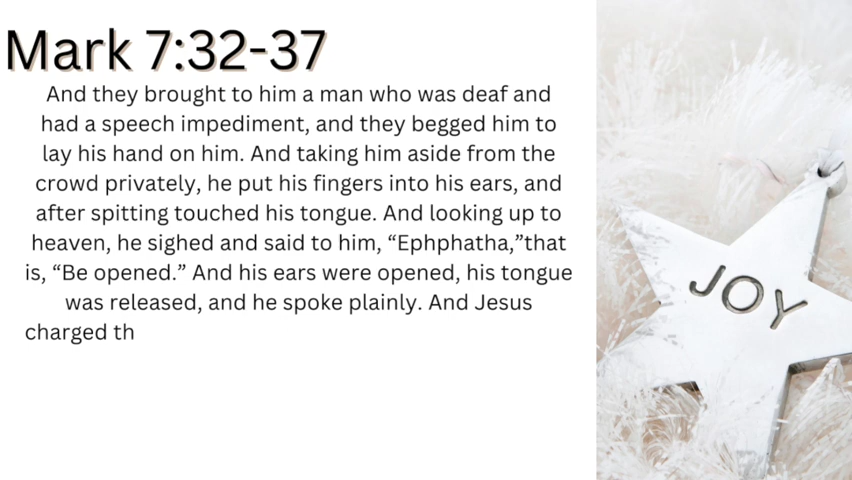 Mark 7:32-37
And they brought to him a man who was deaf and
had a speech impediment, and they begged him to
lay his hand on him. And taking him aside from the
crowd privately, he put his fingers into his ears, and
after spitting touched his tongue. And looking up to
heaven, he sighed and said to him, “Ephphatha,”that
is, “Be opened.” And his ears were opened, his tongue
was released, and he spoke plainly. And Jesus
charged th
JOY